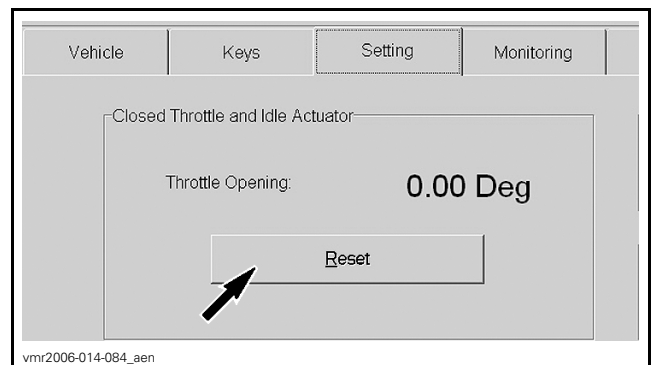 Vehicle Keys Setting Monitoring
Closed Throttle and Idle Actuator
Throttle Opening: 0.00 Deg
Reset
vmr2006-014-084_aen